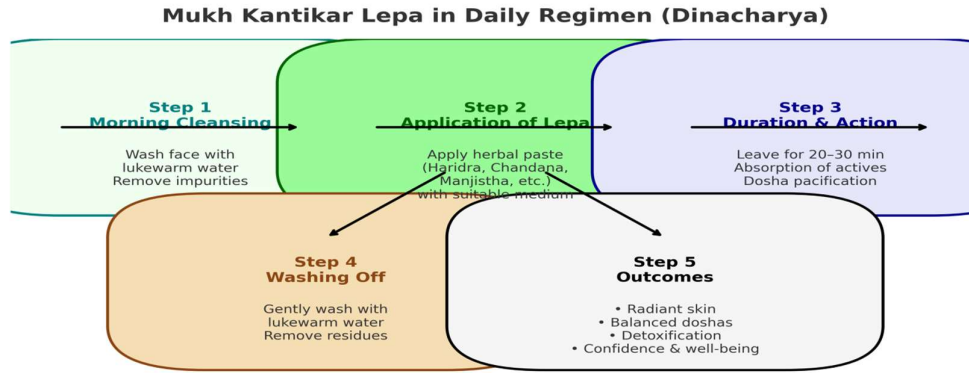 Mukh Kantikar Lepa in Daily Regimen (Dinacharya)
Step 1
Morning Cleansing
Wash face with
lukewarm water
Remove impurities
Step 2
Application of Lepa
Apply herbal paste
(Haridra, Chandana,
Manjistha, etc.)
with suitable medium
Step 3
Duration & Action
Leave for 20–30 min
Absorption of actives
Dosha pacification
Step 4
Washing Off
Gently wash with
lukewarm water
Remove residues
Step 5
Outcomes
• Radiant skin
• Balanced doshas
• Detoxification
• Confidence & well-being